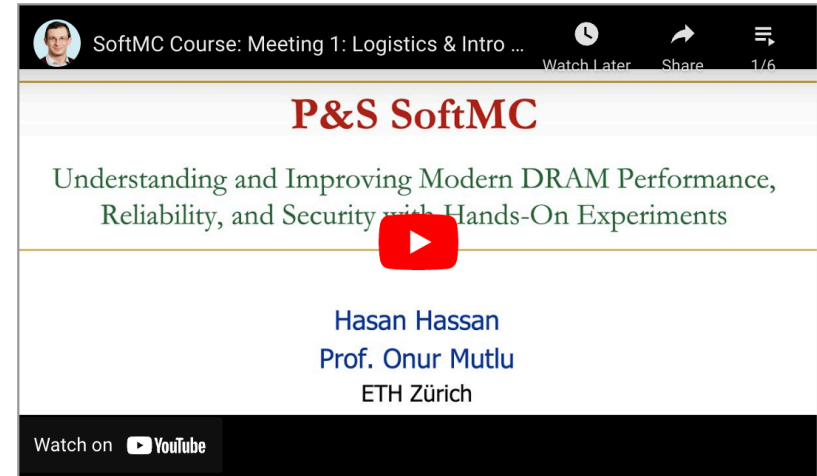 SoftMC Course: Meeting 1: Logistics & Intro ...
Watch Later
Share
1/6
P&S SoftMC
Understanding and Improving Modern DRAM Performance,
Reliability, and Security with Hands-On Experiments
Hasan Hassan
Prof. Onur Mutlu
ETH Zürich
Watch on YouTube